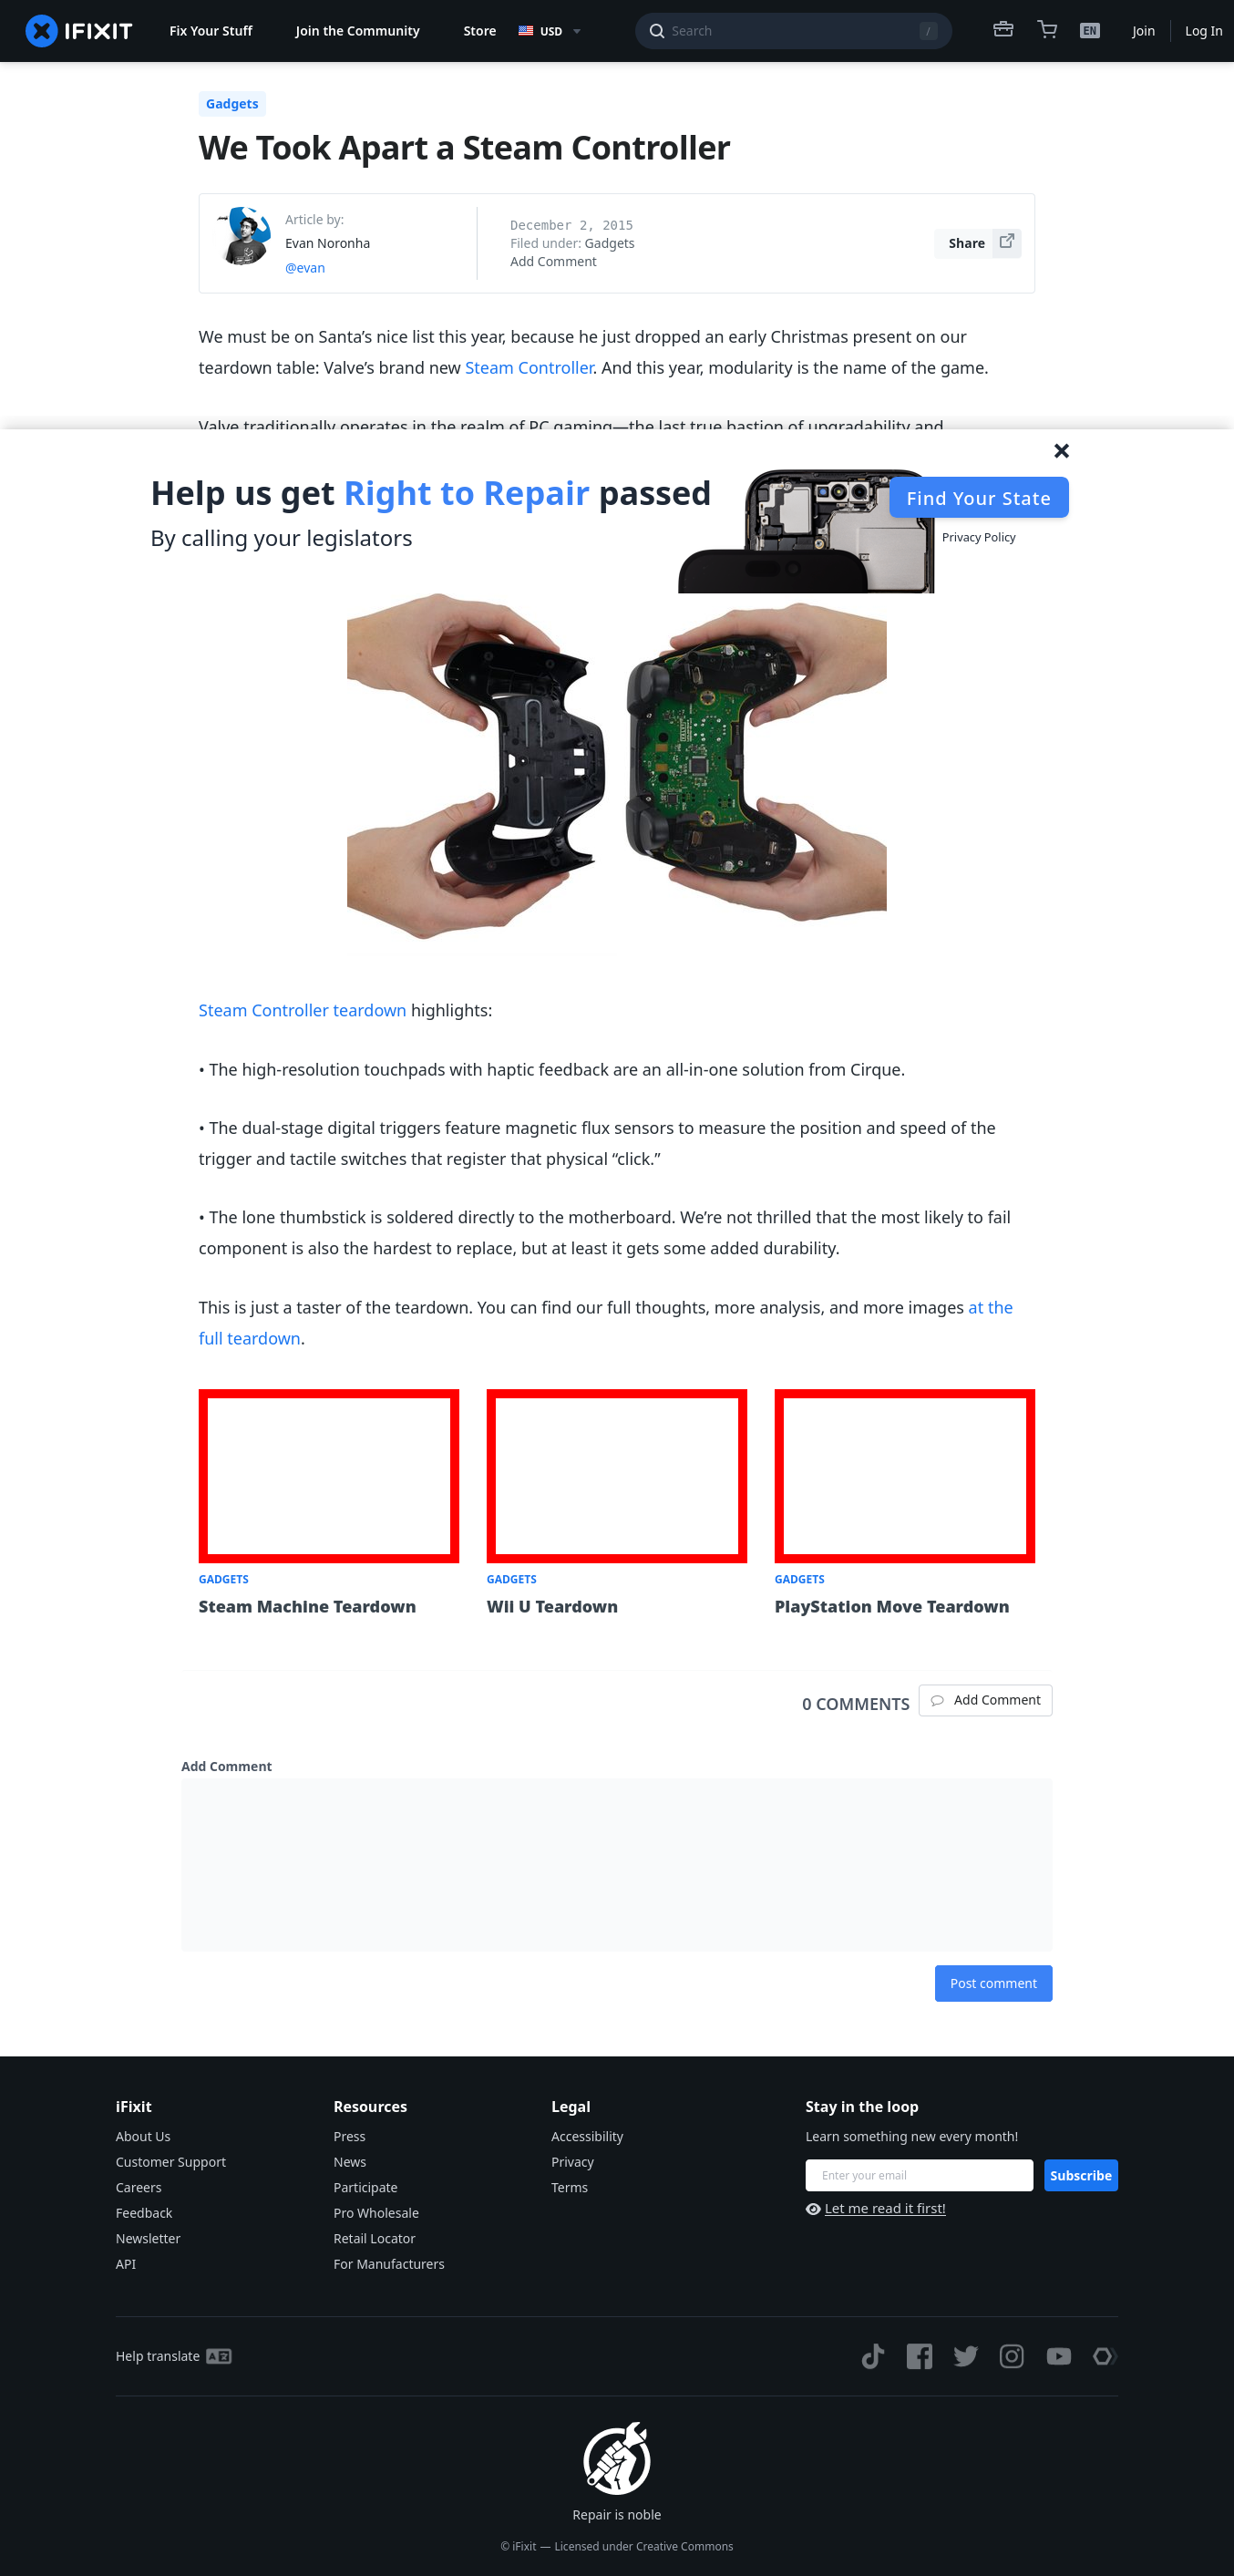 IFIXIT
Fix Your Stuff
Join the Community
Store
USD
Search
/
EN
Join
Log In
Gadgets
We Took Apart a Steam Controller
Article by:
Evan Noronha
@evan
December 2, 2015
Filed under: Gadgets
Add Comment
Share
We must be on Santa’s nice list this year, because he just dropped an early Christmas present on our
teardown table: Valve’s brand new Steam Controller. And this year, modularity is the name of the game.
Valve traditionally operates in the realm of PC gaming—the last true bastion of upgradability and
Help us get Right to Repair passed
By calling your legislators
Find Your State
Privacy Policy
Steam Controller teardown highlights:
• The high-resolution touchpads with haptic feedback are an all-in-one solution from Cirque.
• The dual-stage digital triggers feature magnetic flux sensors to measure the position and speed of the
trigger and tactile switches that register that physical “click.”
• The lone thumbstick is soldered directly to the motherboard. We’re not thrilled that the most likely to fail
component is also the hardest to replace, but at least it gets some added durability.
This is just a taster of the teardown. You can find our full thoughts, more analysis, and more images at the
full teardown.
GADGETS
Steam Machine Teardown
GADGETS
Wii U Teardown
GADGETS
PlayStation Move Teardown
0 COMMENTS
Add Comment
Add Comment
Post comment
iFixit
About Us
Customer Support
Careers
Feedback
Newsletter
API
Resources
Press
News
Participate
Pro Wholesale
Retail Locator
For Manufacturers
Legal
Accessibility
Privacy
Terms
Stay in the loop
Learn something new every month!
Enter your email
Subscribe
Let me read it first!
Help translate
Repair is noble
© iFixit — Licensed under Creative Commons